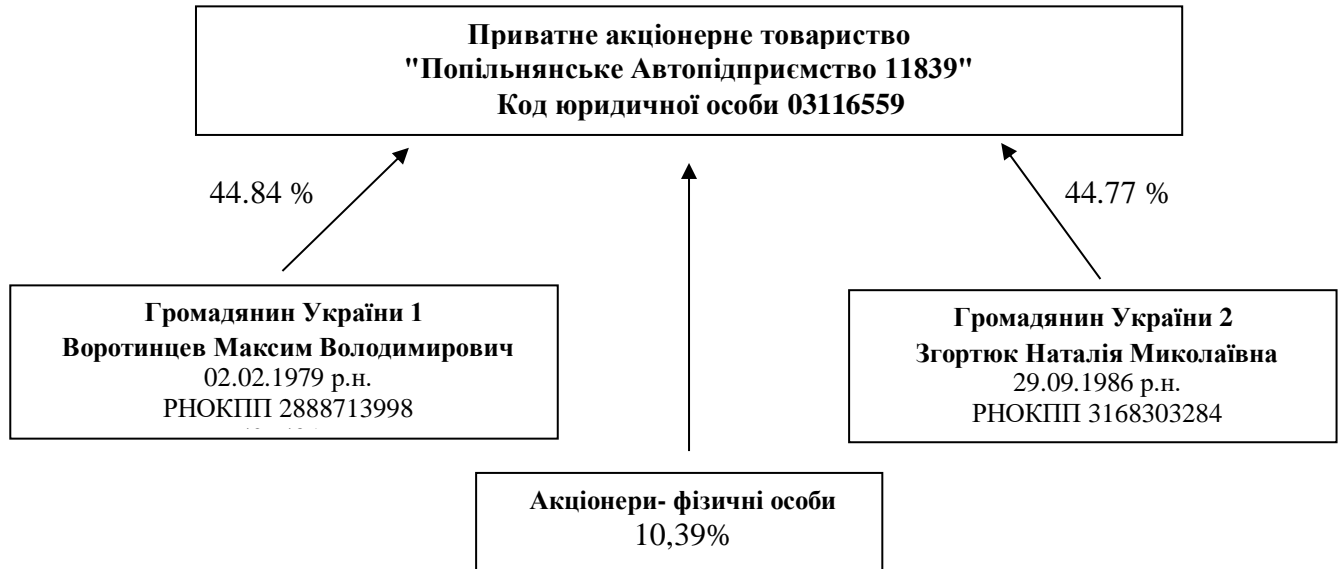 Приватне акціонерне товариство
"Попільнянське Автопідприємство 11839"
Код юридичної особи 03116559
44.84 %
44.77 %
Громадянин України 1
Воротинцев Максим Володимирович
02.02.1979 р.н.
РНОКПП 2888713998
Громадянин України 2
Згортюк Наталія Миколаївна
29.09.1986 р.н.
РНОКПП 3168303284
Акціонери- фізичні особи
10,39%